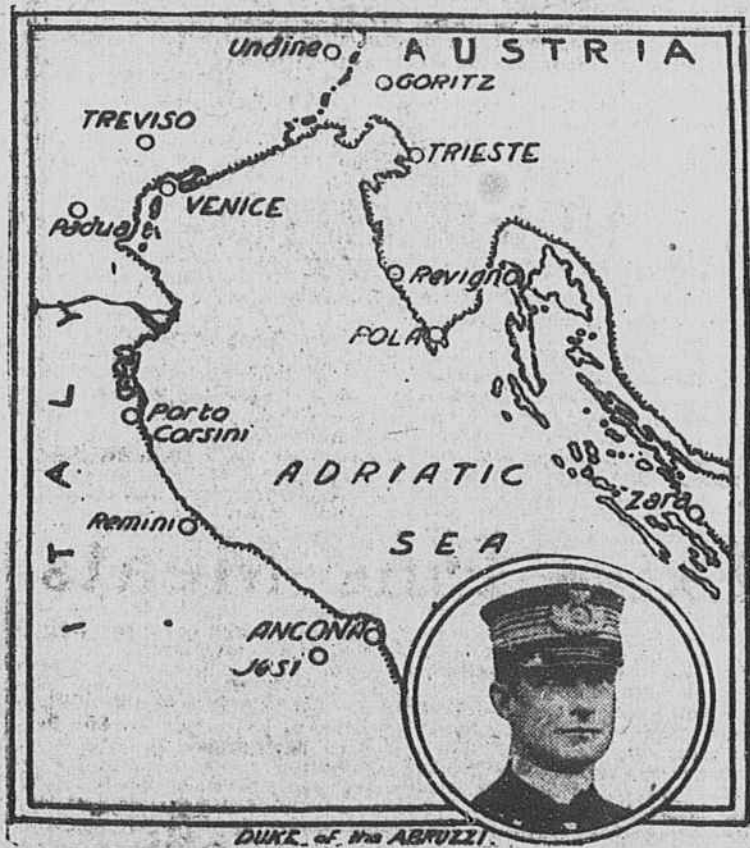 Undine
AUSTRIA
GORITZ
TREVISO
TRIESTE
VENICE
Padua
Revigno
POLA
ITALY
Porto
Corsini
ADRIATIC
Zara
Remini
SEA
ANCONA
JESI
DUKE of the ABRUZZI.